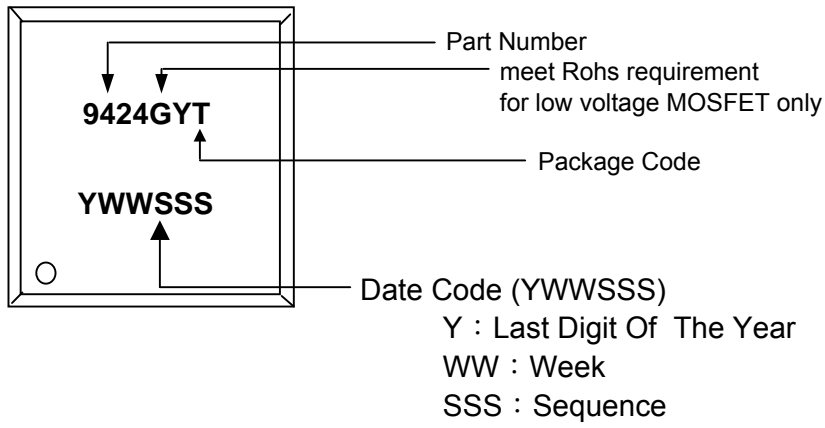 Part Number
meet Rohs requirement
for low voltage MOSFET only
9424GYT
Package Code
YWWSSS
Date Code (YWWSSS)
Y：Last Digit Of The Year
WW：Week
SSS：Sequence